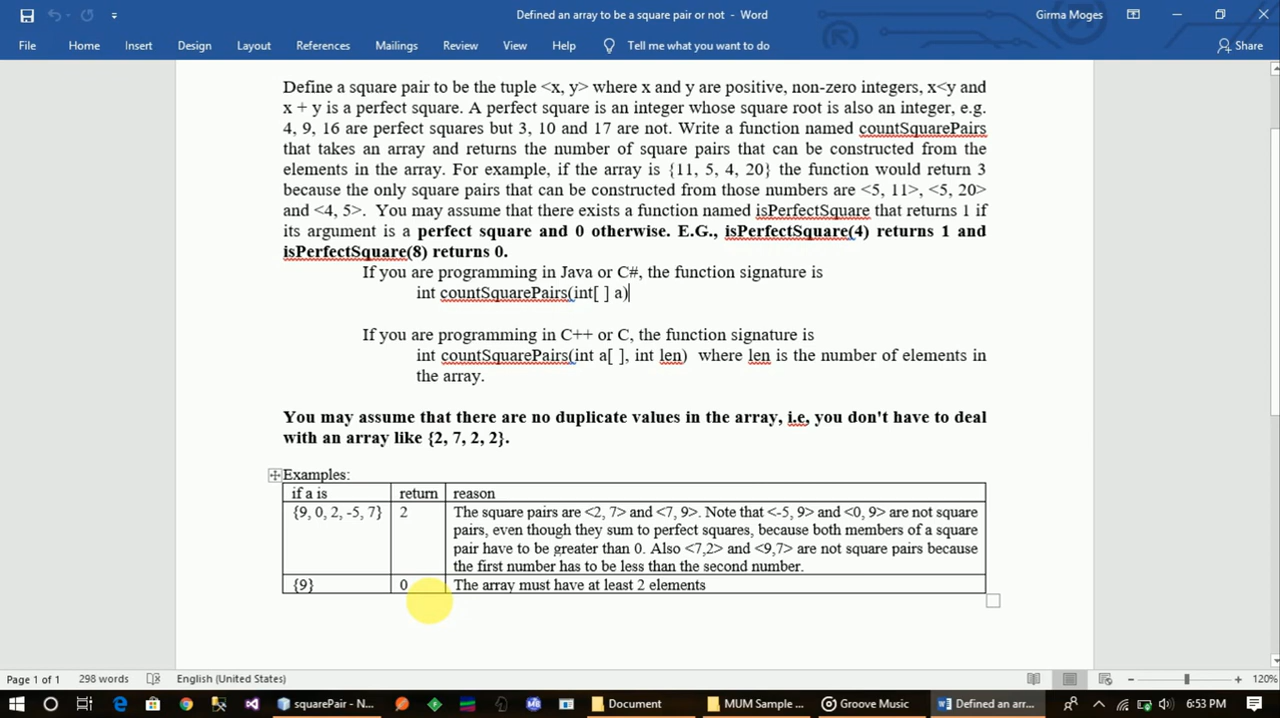 Defined an array to be a square pair or not - Word
Girma Moges
File Home Insert Design Layout References Mailings Review View Help Tell me what you want to do Share
Define a square pair to be the tuple <x, y> where x and y are positive, non-zero integers, x<y and
x + y is a perfect square. A perfect square is an integer whose square root is also an integer, e.g.
4, 9, 16 are perfect squares but 3, 10 and 17 are not. Write a function named countSquarePairs
that takes an array and returns the number of square pairs that can be constructed from the
elements in the array. For example, if the array is {11, 5, 4, 20} the function would return 3
because the only square pairs that can be constructed from those numbers are <5, 11>, <5, 20>
and <4, 5>. You may assume that there exists a function named isPerfectSquare that returns 1 if
its argument is a perfect square and 0 otherwise. E.G., isPerfectSquare(4) returns 1 and
isPerfectSquare(8) returns 0.
If you are programming in Java or C#, the function signature is
int countSquarePairs(int[ ] a)
If you are programming in C++ or C, the function signature is
int countSquarePairs(int a[ ], int len) where len is the number of elements in
the array.
You may assume that there are no duplicate values in the array, i.e, you don't have to deal
with an array like {2, 7, 2, 2}.
Examples:
if a is return reason
{9, 0, 2, -5, 7} 2 The square pairs are <2, 7> and <7, 9>. Note that <-5, 9> and <0, 9> are not square
pairs, even though they sum to perfect squares, because both members of a square
pair have to be greater than 0. Also <7,2> and <9,7> are not square pairs because
the first number has to be less than the second number.
{9} 0 The array must have at least 2 elements
Page 1 of 1 298 words English (United States) 120%
squarePair - N... Document MUM Sample ... Groove Music Defined an arr... 6:53 PM